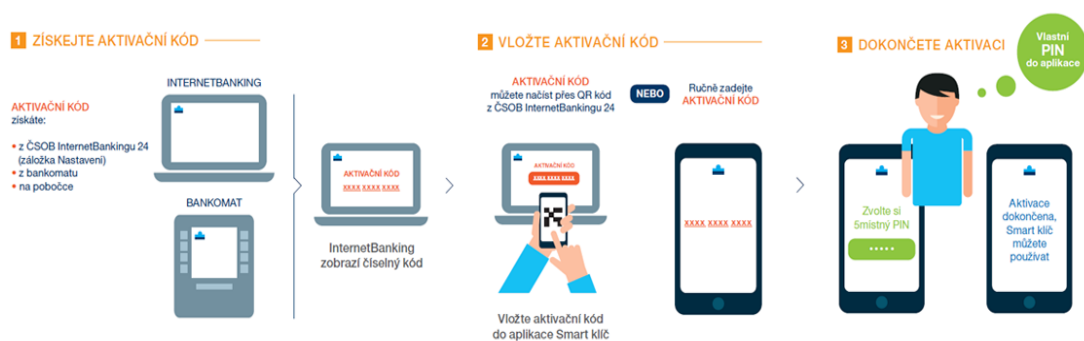 1 ZÍSKEJTE AKTIVAČNÍ KÓD
INTERNETBANKING
AKTIVAČNÍ KÓD
získáte:
• z ČSOB InternetBankingu 24
(záložka Nastavení)
• z bankomatu
• na pobočce
BANKOMAT
AKTIVAČNÍ KÓD
XXXX XXXX XXXX
InternetBanking
zobrazí číselný kód
2 VLOŽTE AKTIVAČNÍ KÓD
AKTIVAČNÍ KÓD
můžete načíst přes QR kód
z ČSOB InternetBankingu 24
NEBO
Ručně zadejte
AKTIVAČNÍ KÓD
AKTIVAČNÍ KÓD
XXXX XXXX XXXX
XXXX XXXX XXXX
Vložte aktivační kód
do aplikace Smart klíč
3 DOKONČETE AKTIVACI
Vlastní
PIN
do aplikace
Zvolte si
5místný PIN
Aktivace
dokončena,
Smart klíč
můžete
používat